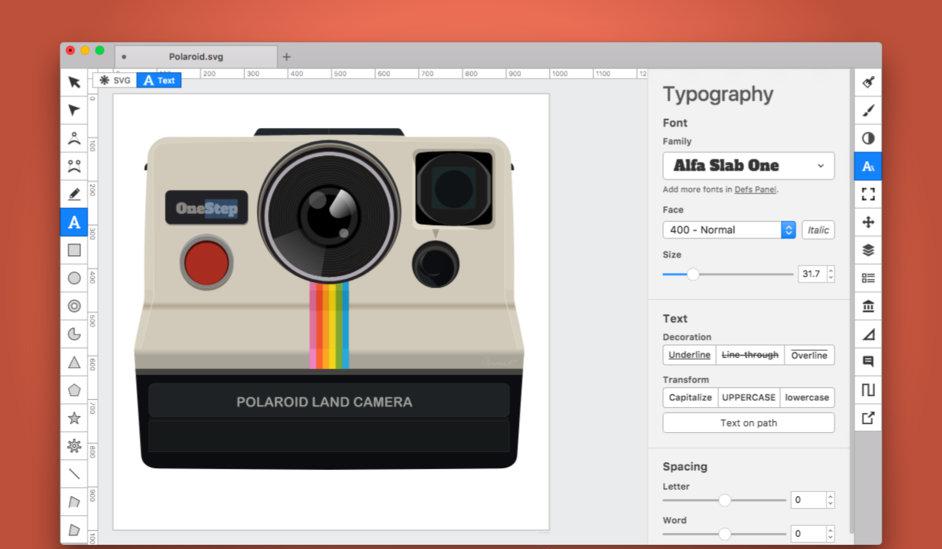 Polaroid.svg
SVG
A Text
0 200 300 400 500 600 700 800 900 1000 1100 12
0
100
200
300
400
500
600
700
800
900
100
OneStep
POLAROID LAND CAMERA
Typography
Font
Family
Alfa Slab One
Add more fonts in Defs Panel.
Face
400 - Normal
Italic
Size
31.7
Text
Decoration
Underline Line-through Overline
Transform
Capitalize UPPERCASE lowercase
Text on path
Spacing
Letter
0
Word
0